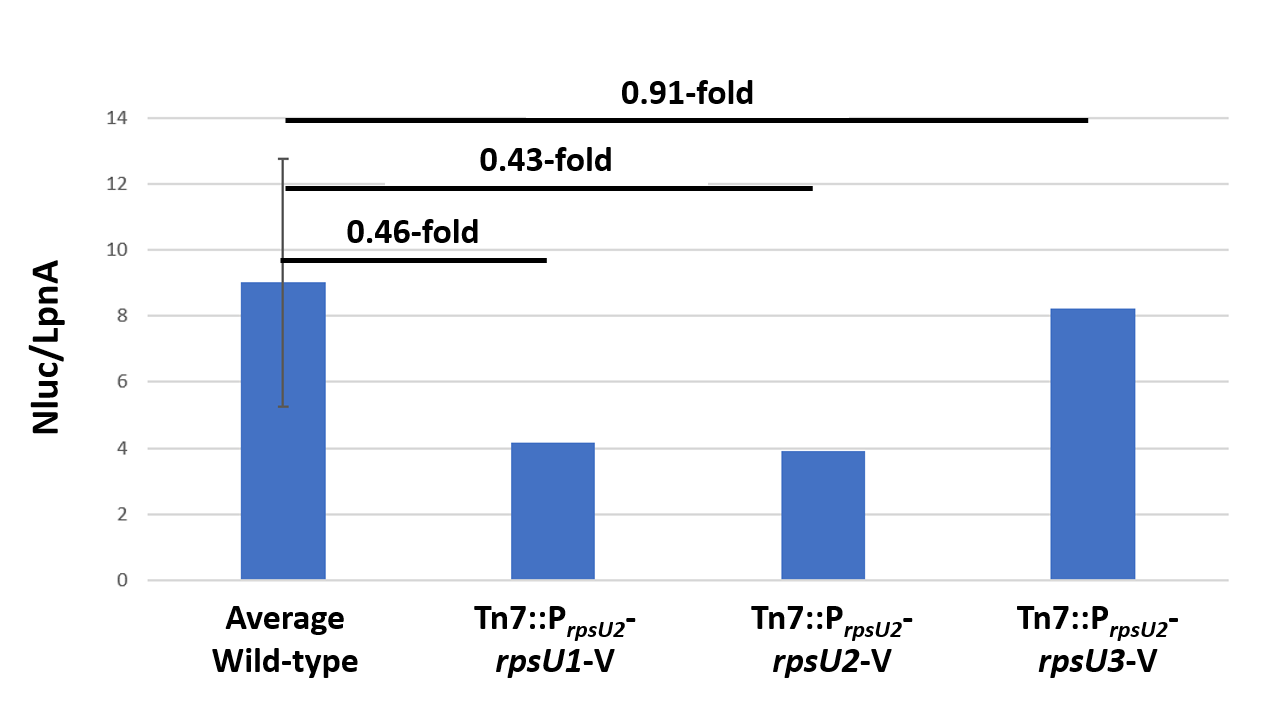 0.91-fold
14
0.43-fold
12
0.46-fold
10
8
6
4
2
0
Nluc/LpnA
Average
Wild-type
Tn7::PrpsU2-
rpsU1-V
Tn7::PrpsU2-
rpsU2-V
Tn7::PrpsU2-
rpsU3-V